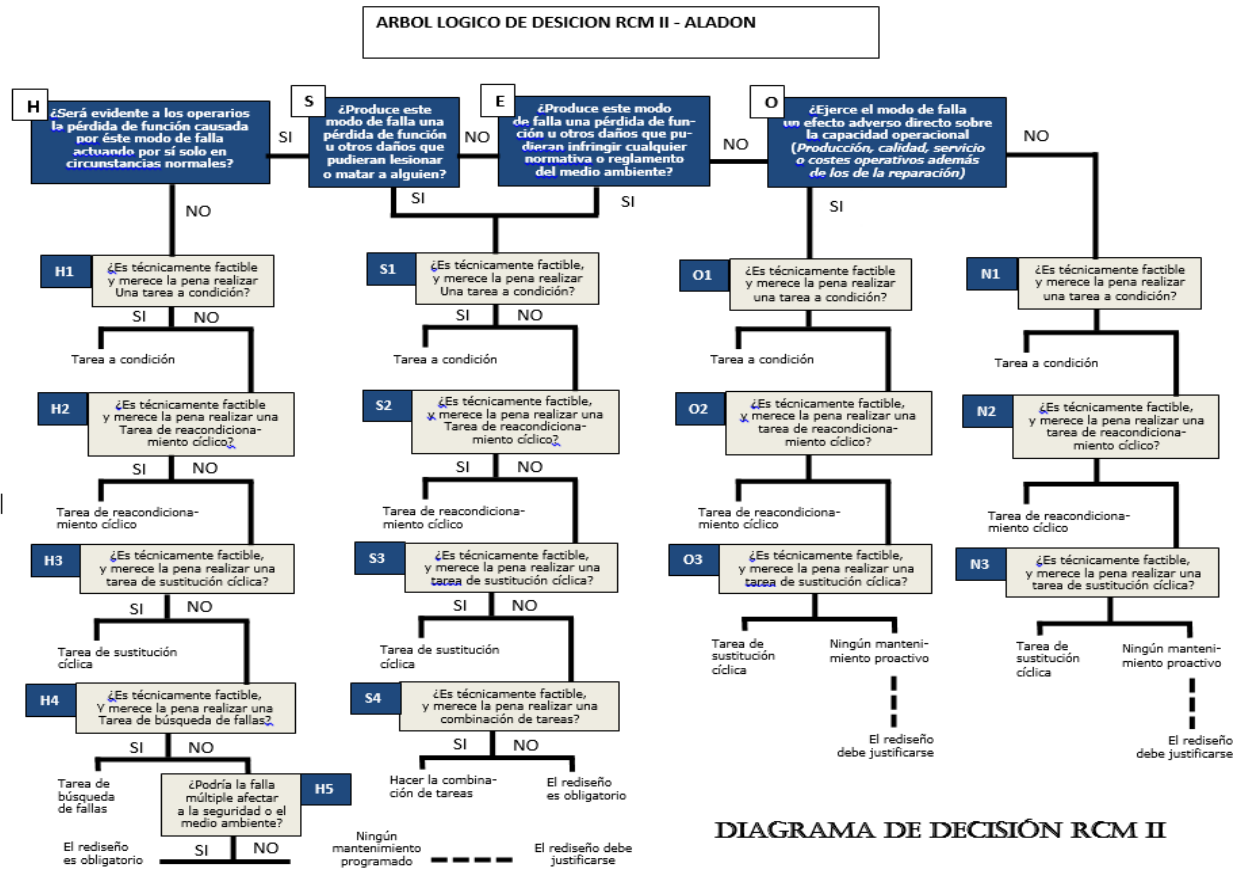 ARBOL LOGICO DE DESICION RCM II - ALADON
H
¿Será evidente a los operarios
la pérdida de función causada
por éste modo de falla
actuando por sí solo en
circunstancias normales?
SI
S
¿Produce este
modo de falla una
pérdida de función
u otros daños que
pudieran lesionar
o matar a alguien?
NO
E
¿Produce este modo
de falla una pérdida de fun-
ción u otros daños que pu-
dieran infringir cualquier
normativa o reglamento
del medio ambiente?
NO
O
¿Ejerce el modo de falla
un efecto adverso directo sobre
la capacidad operacional
(Producción, calidad, servicio
o costes operativos además
de los de la reparación)
NO
NO
SI
SI
SI
H1
¿Es técnicamente factible
y merece la pena realizar
Una tarea a condición?
SI
NO
Tarea a condición
H2
¿Es técnicamente factible
y merece la pena realizar una
Tarea de reacondiciona-
miento cíclico?
SI
NO
Tarea de reacondiciona-
miento cíclico
H3
¿Es técnicamente factible,
y merece la pena realizar una
tarea de sustitución cíclica?
SI
NO
Tarea de sustitución
cíclica
H4
¿Es técnicamente factible,
Y merece la pena realizar una
Tarea de búsqueda de fallas?
SI
NO
Tarea de
búsqueda
de fallas
¿Podría la falla
múltiple afectar
a la seguridad o el
medio ambiente?
H5
El rediseño
es obligatorio
SI
NO
Ningún
mantenimiento
programado
El rediseño debe
justificarse
S1
¿Es técnicamente factible,
y merece la pena realizar
Una tarea a condición?
SI
NO
Tarea a condición
S2
¿Es técnicamente factible,
y merece la pena realizar una
Tarea de reacondiciona-
miento cíclico?
SI
NO
Tarea de reacondiciona-
miento cíclico
S3
¿Es técnicamente factible,
y merece la pena realizar una
tarea de sustitución cíclica?
SI
NO
Tarea de sustitución
cíclica
S4
¿Es técnicamente factible,
y merece la pena realizar una
combinación de tareas?
SI
NO
Hacer la combina-
ción de tareas
El rediseño
es obligatorio
O1
¿Es técnicamente factible
y merece la pena realizar
una tarea a condición?
Tarea a condición
O2
¿Es técnicamente factible,
y merece la pena realizar una
tarea de reacondiciona-
miento cíclico?
Tarea de reacondiciona-
miento cíclico
O3
¿Es técnicamente factible,
y merece la pena realizar una
tarea de sustitución cíclica?
Tarea de
sustitución
cíclica
Ningún manteni-
miento proactivo
El rediseño
debe justificarse
N1
¿Es técnicamente factible
y merece la pena realizar
una tarea a condición?
Tarea a condición
N2
¿Es técnicamente factible,
y merece la pena realizar una
tarea de reacondiciona-
miento cíclico?
Tarea de reacondiciona-
miento cíclico
N3
¿Es técnicamente factible,
y merece la pena realizar una
tarea de sustitución cíclica?
Tarea de
sustitución
cíclica
Ningún manteni-
miento proactivo
El rediseño
debe justificarse
DIAGRAMA DE DECISIÓN RCM II